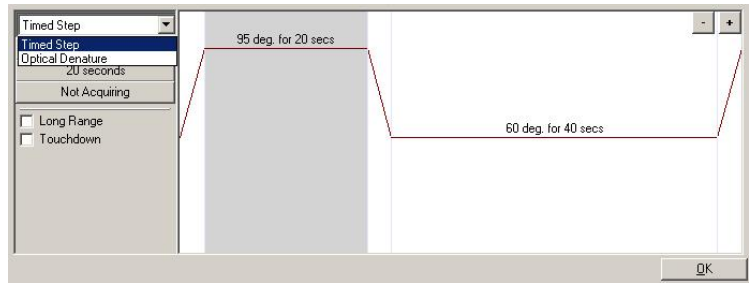 Timed Step
Timed Step
Optical Denature
20 seconds
Not Acquiring
Long Range
Touchdown
95 deg. for 20 secs
60 deg. for 40 secs
- +
OK